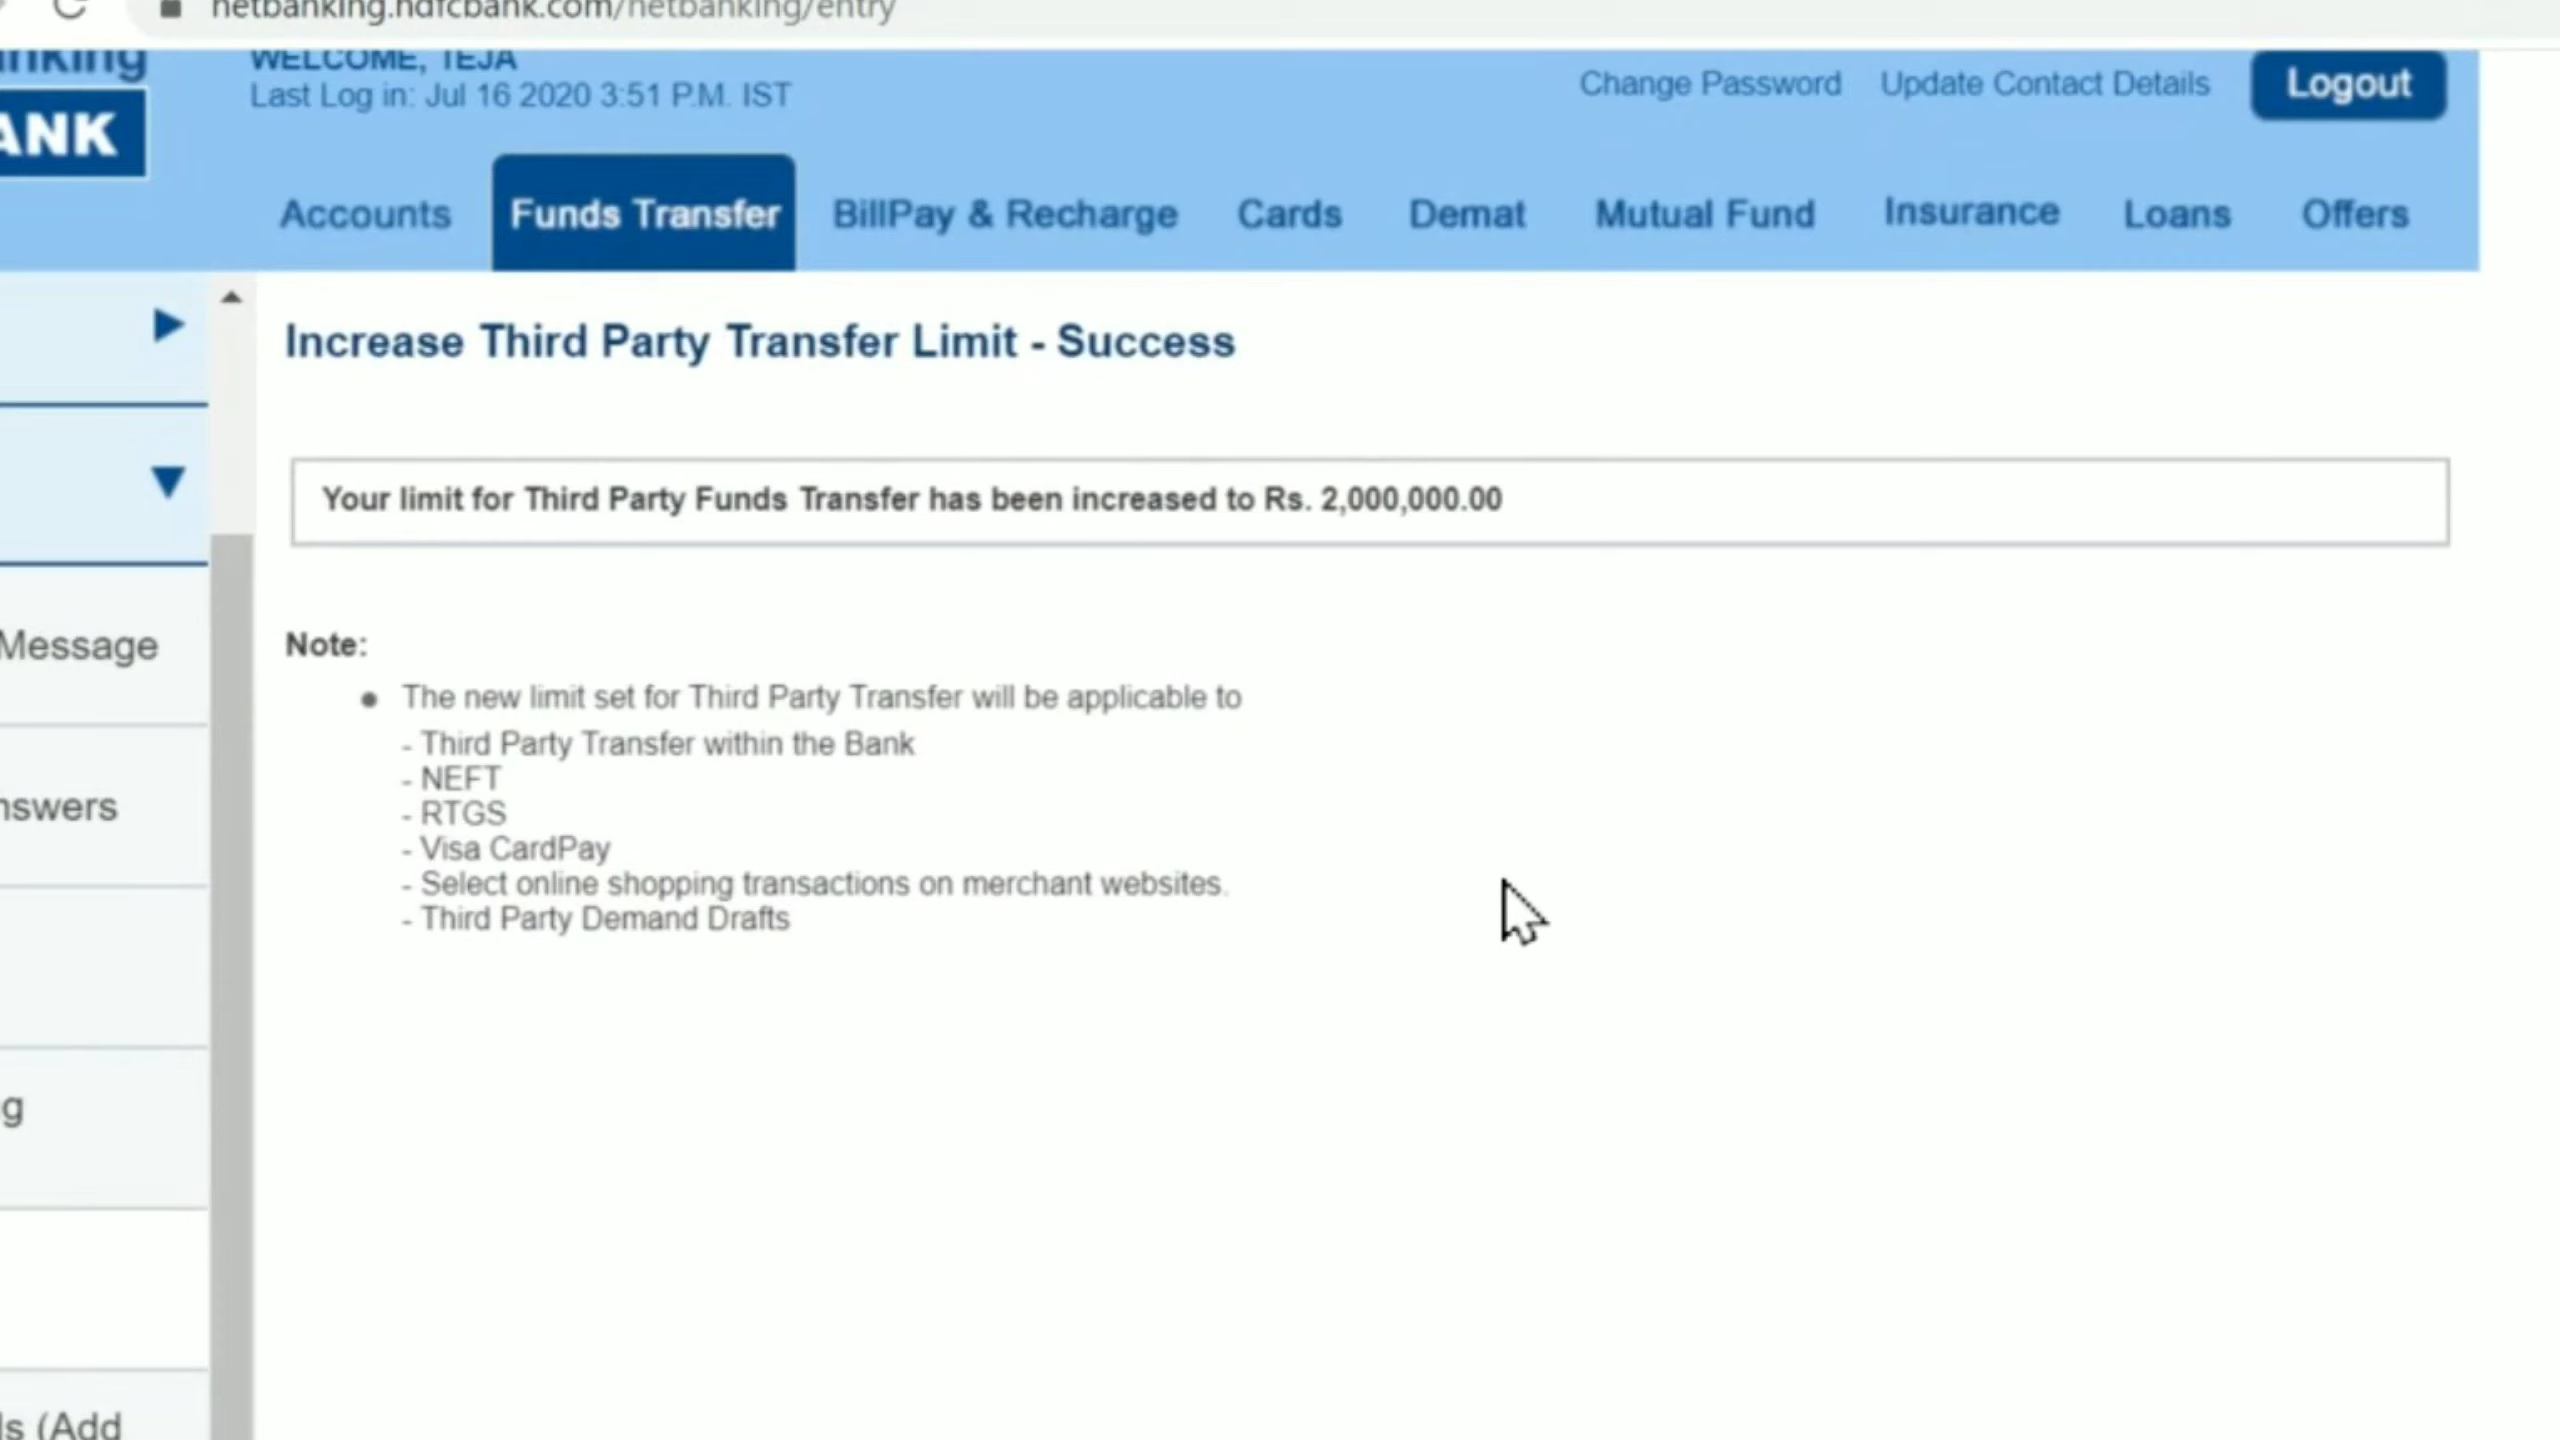 netbanking.hdfcbank.com/netbanking/entry
nking
ANK
WELCOME, TEJA
Last Log in: Jul 16 2020 3:51 P.M. IST
Change Password Update Contact Details Logout
Accounts Funds Transfer BillPay & Recharge Cards Demat Mutual Fund Insurance Loans Offers
Increase Third Party Transfer Limit - Success
Your limit for Third Party Funds Transfer has been increased to Rs. 2,000,000.00
Note:
● The new limit set for Third Party Transfer will be applicable to
- Third Party Transfer within the Bank
- NEFT
- RTGS
- Visa CardPay
- Select online shopping transactions on merchant websites.
- Third Party Demand Drafts
Message
nswers
g
ls (Add